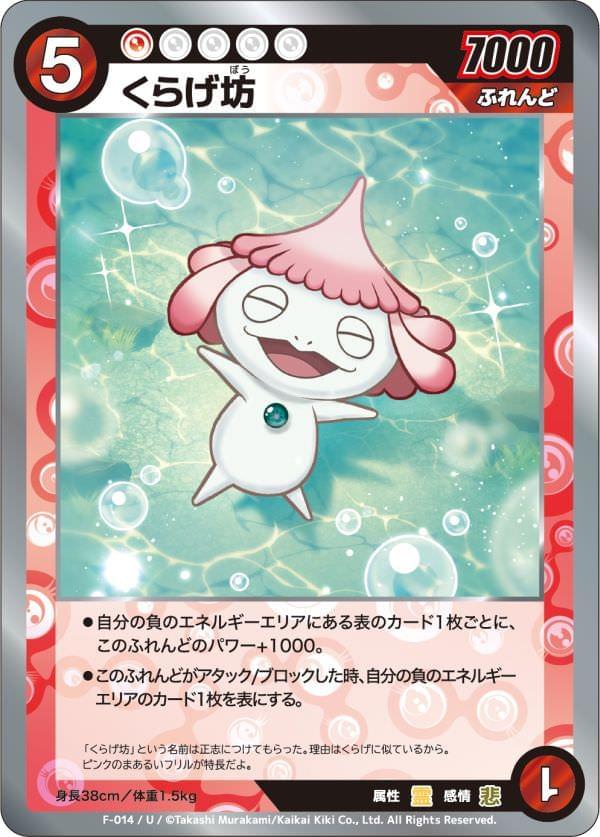 5
7000
ぼう
くらげ坊
ふれんど
●自分の負のエネルギーエリアにある表のカード1枚ごとに、
このふれんどのパワー+1000。
●このふれんどがアタック/ブロックした時、自分の負のエネルギー
エリアのカード1枚を表にする。
「くらげ坊」という名前は正志につけてもらった。理由はくらげに似ているから。
ピンクのまあるいフリルが特長だよ。
身長38cm/体重1.5kg
属性 霊 感情 悲
1
F-014 / U / ©Takashi Murakami/Kaikai Kiki Co., Ltd. All Rights Reserved.